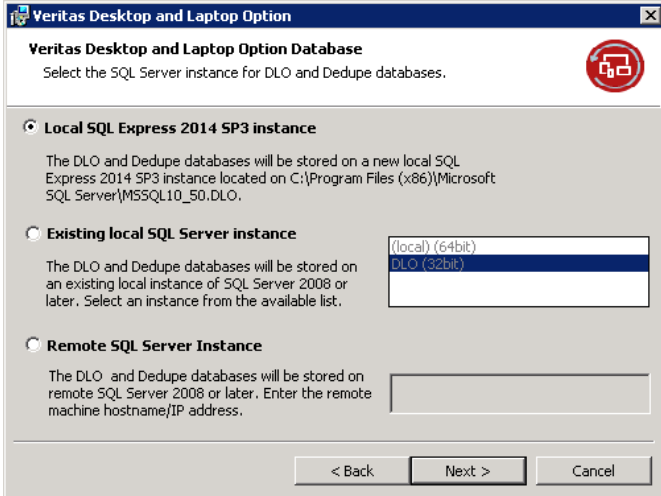 Veritas Desktop and Laptop Option
Veritas Desktop and Laptop Option Database
Select the SQL Server instance for DLO and Dedupe databases.
Local SQL Express 2014 SP3 instance
The DLO and Dedupe databases will be stored on a new local SQL
Express 2014 SP3 instance located on C:\Program Files (x86)\Microsoft
SQL Server\MSSQL10_50.DLO.
Existing local SQL Server instance
The DLO and Dedupe databases will be stored on
an existing local instance of SQL Server 2008 or
later. Select an instance from the available list.
(local) (64bit)
DLO (32bit)
Remote SQL Server Instance
The DLO  and Dedupe databases will be stored on
remote SQL Server 2008 or later. Enter the remote
machine hostname/IP address.
< Back
Next >
Cancel